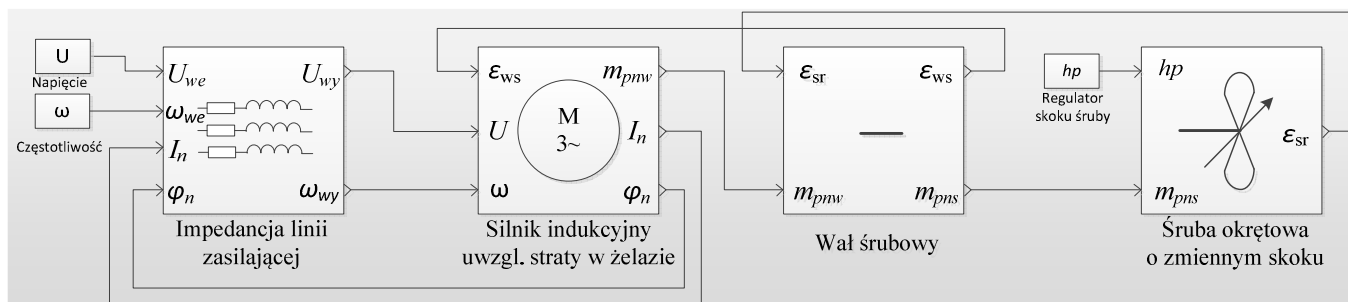 U
Napięcie
ω
Częstotliwość
U_we
ω_we
I_n
φ_n
U_wy
ω_wy
Impedancja linii
zasilającej
ε_ws
U
ω
M
3~
m_pnw
I_n
φ_n
Silnik indukcyjny
uwzgl. straty w żelazie
ε_sr
m_pnw
ε_ws
m_pns
Wał śrubowy
hp
Regulator
skoku śruby
hp
m_pns
ε_sr
Śruba okrętowa
o zmiennym skoku